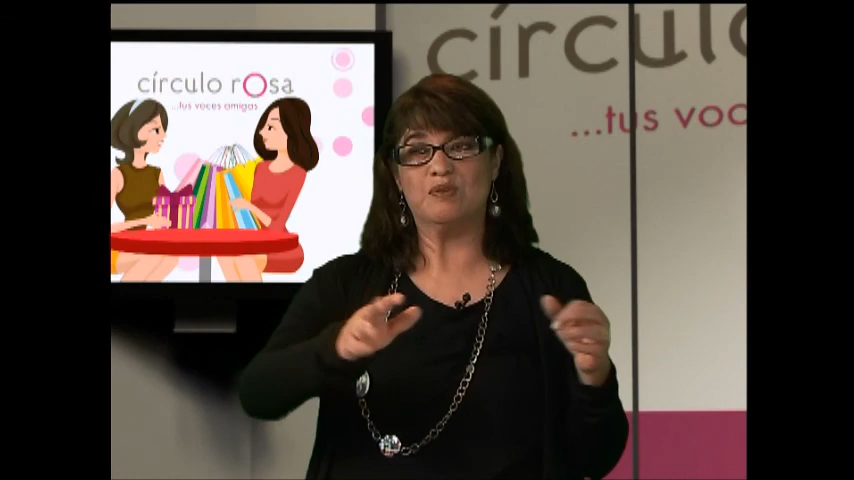 círculo rosa
...tus voces amigas
círculo
...tus voc